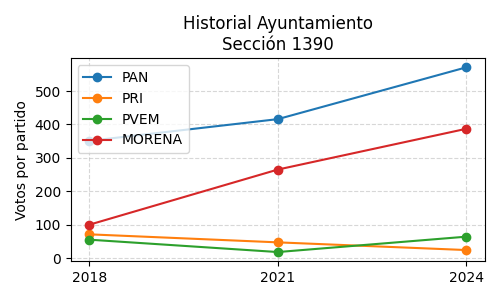 Historial Ayuntamiento
Sección 1390
Votos por partido
500
400
300
200
100
0
PAN
PRI
PVEM
MORENA
2018 2021 2024